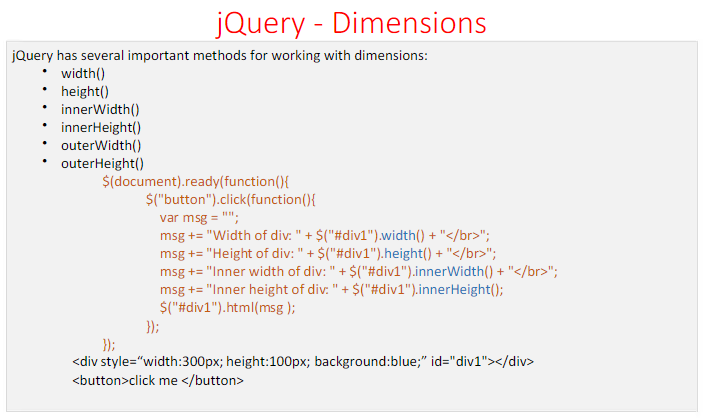 jQuery - Dimensions
jQuery has several important methods for working with dimensions:
• width()
• height()
• innerWidth()
• innerHeight()
• outerWidth()
• outerHeight()
$(document).ready(function(){
$("button").click(function(){
var msg = "";
msg += "Width of div: " + $("#div1").width() + "</br>";
msg += "Height of div: " + $("#div1").height() + "</br>";
msg += "Inner width of div: " + $("#div1").innerWidth() + "</br>";
msg += "Inner height of div: " + $("#div1").innerHeight();
$("#div1").html(msg );
});
});
<div style=“width:300px; height:100px; background:blue;” id="div1"></div>
<button>click me </button>